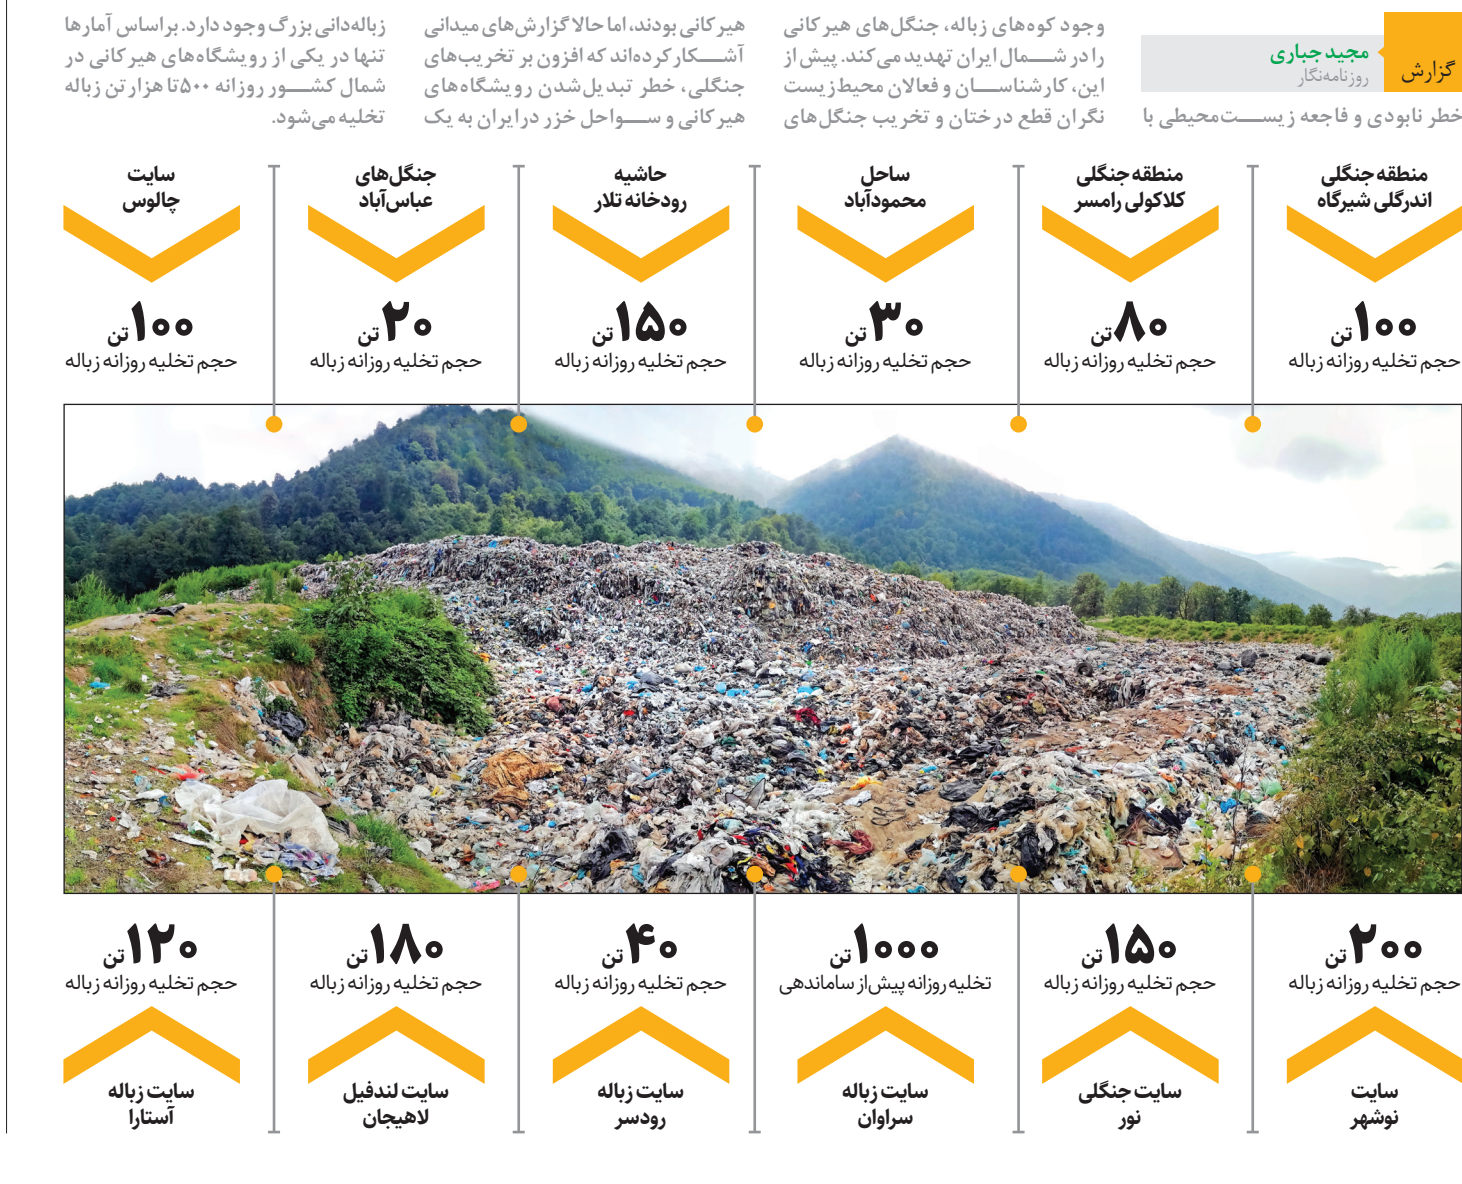 گزارش
مجید جباری
روزنامه‌نگار
خطر نابودی و فاجعه زیست‌محیطی با
وجود کوه‌های زباله، جنگل‌های هیرکانی
را در شمال ایران تهدید می‌کند. پیش از
این، کارشناسان و فعالان محیط‌زیست
نگران قطع درختان و تخریب جنگل‌های
هیرکانی بودند، اما حالا گزارش‌های میدانی
آشکار کرده‌اند که افزون بر تخریب‌های
جنگلی، خطر تبدیل‌شدن رویشگاه‌های
هیرکانی و سواحل خزر در ایران به یک
زباله‌دانی بزرگ وجود دارد. براساس آمارها
تنها در یکی از رویشگاه‌های هیرکانی در
شمال کشور روزانه ۵۰۰ تا هزار تن زباله
تخلیه می‌شود.
منطقه جنگلی
اندرگلی شیرگاه
۱۰۰ تن
حجم تخلیه روزانه زباله
منطقه جنگلی
کلاکولی رامسر
۸۰ تن
حجم تخلیه روزانه زباله
ساحل
محمودآباد
۳۰ تن
حجم تخلیه روزانه زباله
حاشیه
رودخانه تلار
۱۵۰ تن
حجم تخلیه روزانه زباله
جنگل‌های
عباس‌آباد
۲۰ تن
حجم تخلیه روزانه زباله
سایت
چالوس
۱۰۰ تن
حجم تخلیه روزانه زباله
۲۰۰ تن
حجم تخلیه روزانه زباله
سایت
نوشهر
۱۵۰ تن
حجم تخلیه روزانه زباله
سایت جنگلی
نور
۱۰۰۰ تن
تخلیه روزانه پیش‌از ساماندهی
سایت زباله
سراوان
۴۰ تن
حجم تخلیه روزانه زباله
سایت زباله
رودسر
۱۸۰ تن
حجم تخلیه روزانه زباله
سایت لندفیل
لاهیجان
۱۲۰ تن
حجم تخلیه روزانه زباله
سایت زباله
آستارا